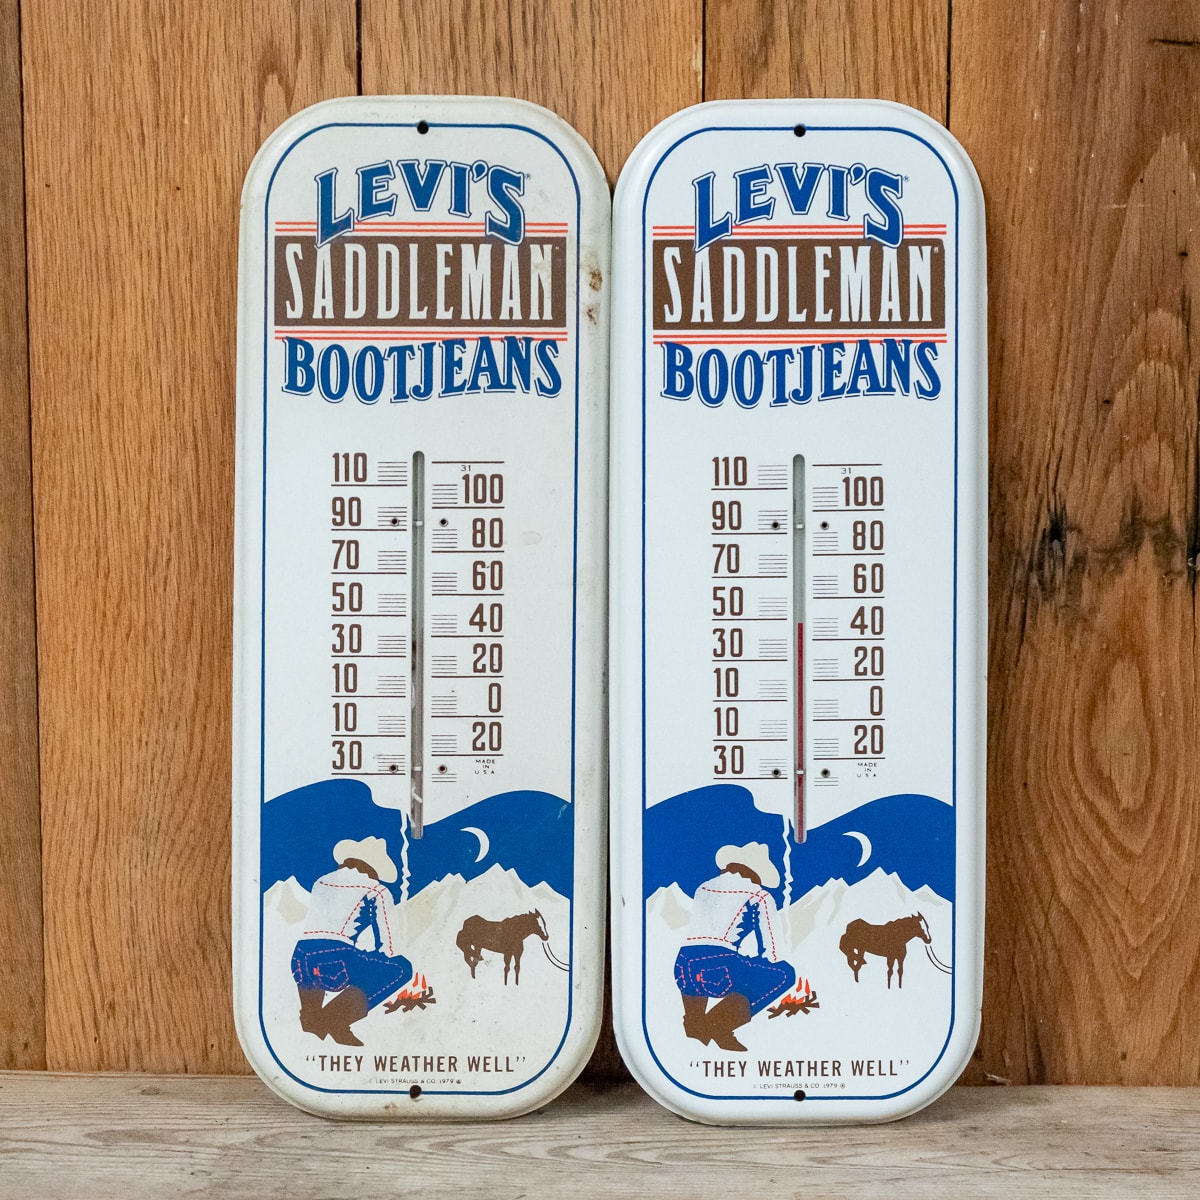 LEVI'S®
SADDLEMAN™
BOOTJEANS
31
110
100
90
80
70
60
50
40
30
20
10
0
10
20
30
MADE
IN
U.S.A
"THEY WEATHER WELL"
© LEVI STRAUSS & CO. 1979 ®
LEVI'S®
SADDLEMAN™
BOOTJEANS
31
110
100
90
80
70
60
50
40
30
20
10
0
10
20
30
MADE
IN
U.S.A
"THEY WEATHER WELL"
© LEVI STRAUSS & CO. 1979 ®